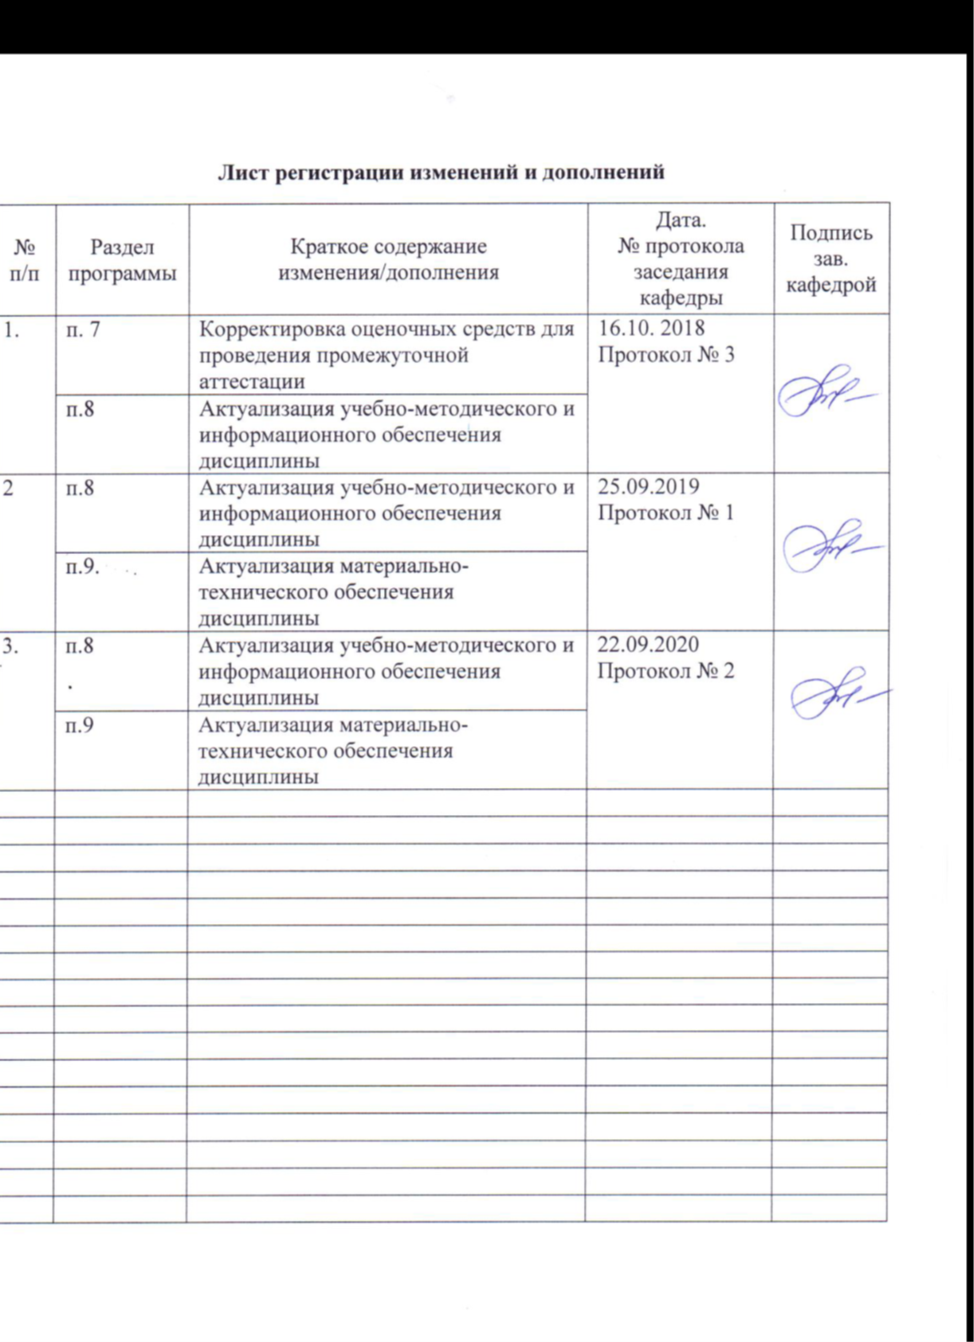 Лист регистрации изменений и дополнений
№
п/п
Раздел
программы
Краткое содержание
изменения/дополнения
Дата.
№ протокола
заседания
кафедры
Подпись
зав.
кафедрой
1.
п. 7
Корректировка оценочных средств для
проведения промежуточной
аттестации
16.10. 2018
Протокол № 3
п.8
Актуализация учебно-методического и
информационного обеспечения
дисциплины
2
п.8
Актуализация учебно-методического и
информационного обеспечения
дисциплины
25.09.2019
Протокол № 1
п.9.
Актуализация материально-
технического обеспечения
дисциплины
3.
п.8
Актуализация учебно-методического и
информационного обеспечения
дисциплины
22.09.2020
Протокол № 2
п.9
Актуализация материально-
технического обеспечения
дисциплины